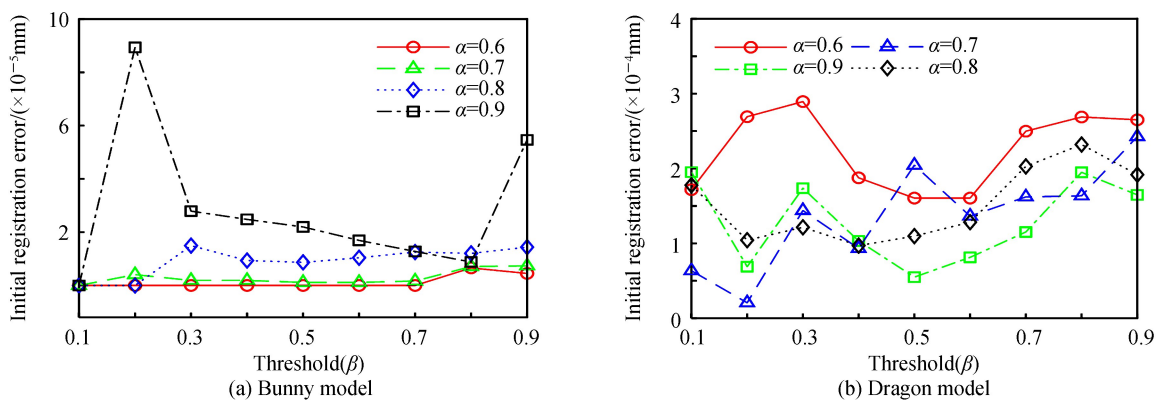 Initial registration error/(×10⁻⁵mm)
10
6
2
α=0.6
α=0.7
α=0.8
α=0.9
0.1 0.3 0.5 0.7 0.9
Threshold(β)
(a) Bunny model
Initial registration error/(×10⁻⁴mm)
4
3
2
1
0
α=0.6 α=0.7
α=0.9 α=0.8
0.1 0.3 0.5 0.7 0.9
Threshold(β)
(b) Dragon model